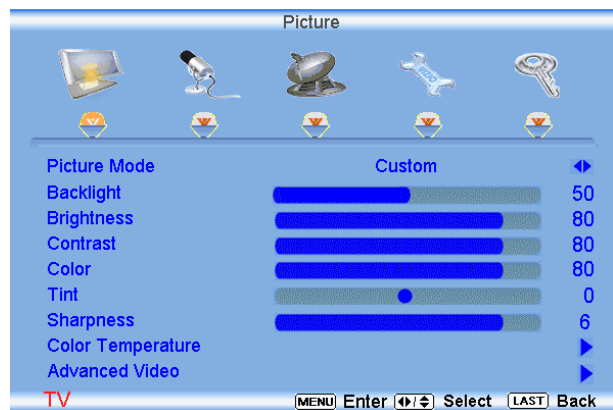 Picture
Picture Mode Custom
Backlight 50
Brightness 80
Contrast 80
Color 80
Tint 0
Sharpness 6
Color Temperature
Advanced Video
TV MENU Enter / Select LAST Back